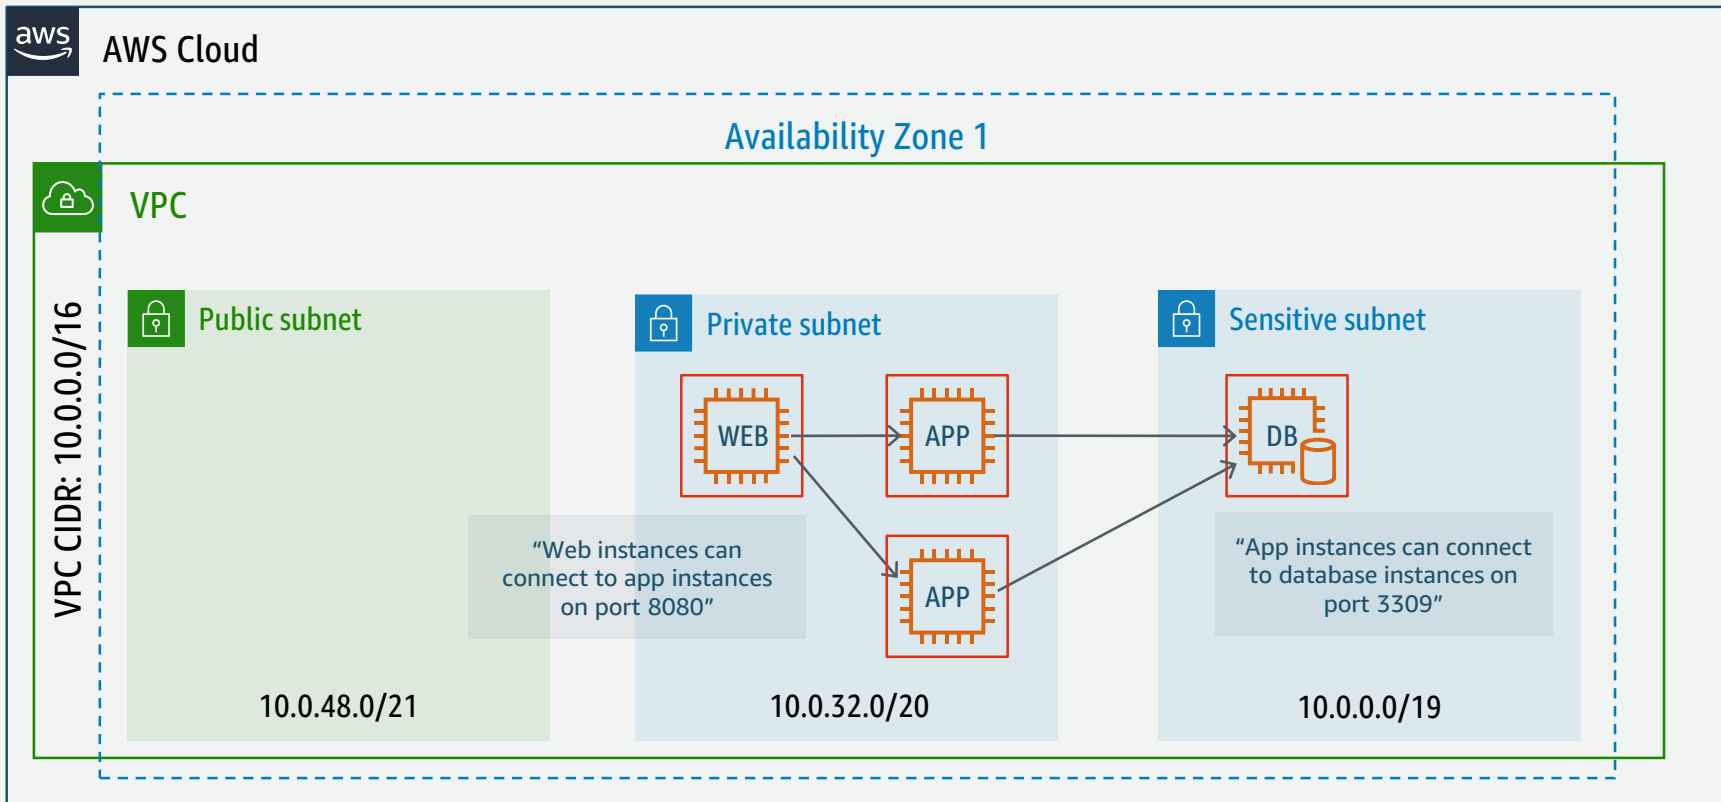 aws
AWS Cloud
Availability Zone 1
VPC
VPC CIDR: 10.0.0.0/16
Public subnet
10.0.48.0/21
Private subnet
WEB
APP
APP
“Web instances can
connect to app instances
on port 8080”
10.0.32.0/20
Sensitive subnet
DB
“App instances can connect
to database instances on
port 3309”
10.0.0.0/19